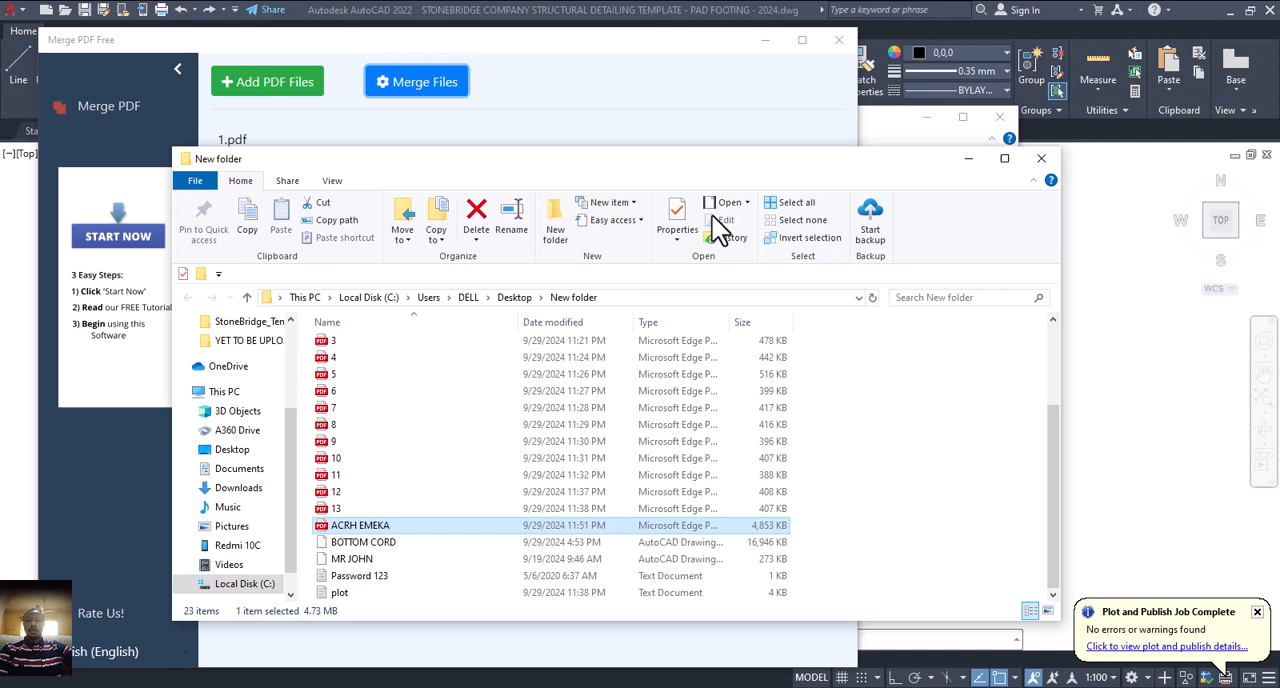 Share
Autodesk AutoCAD 2022
STONEBRIDGE COMPANY STRUCTURAL DETAILING TEMPLATE - PAD FOOTING - 2024.dwg
Type a keyword or phrase
Sign In
Home
Merge PDF Free
Line
Merge PDF
+ Add PDF Files
Merge Files
1.pdf
START NOW
3 Easy Steps:
1) Click 'Start Now'
2) Read our FREE Tutorial
3) Begin using this
Software
Rate Us!
ish (English)
0,0,0
0.35 mm
BYLAY...
atch
operties
Group
Groups
Measure
Utilities
Paste
Clipboard
Base
View
[−][Top]
N
W
TOP
E
S
WCS
New folder
File
Home
Share
View
Pin to Quick
access
Copy
Paste
Cut
Copy path
Paste shortcut
Clipboard
Move
to
Copy
to
Delete
Rename
Organize
New
folder
New item
Easy access
New
Properties
Open
Edit
Open
Select all
Select none
Invert selection
Select
Start
backup
Backup
This PC
Local Disk (C:)
Users
DELL
Desktop
New folder
Search New folder
StoneBridge_Ten
YET TO BE UPLO.
OneDrive
This PC
3D Objects
A360 Drive
Desktop
Documents
Downloads
Music
Pictures
Redmi 10C
Videos
Local Disk (C:)
Name Date modified Type Size
3 9/29/2024 11:21 PM Microsoft Edge P... 478 KB
4 9/29/2024 11:24 PM Microsoft Edge P... 442 KB
5 9/29/2024 11:26 PM Microsoft Edge P... 516 KB
6 9/29/2024 11:27 PM Microsoft Edge P... 399 KB
7 9/29/2024 11:28 PM Microsoft Edge P... 417 KB
8 9/29/2024 11:29 PM Microsoft Edge P... 416 KB
9 9/29/2024 11:30 PM Microsoft Edge P... 396 KB
10 9/29/2024 11:31 PM Microsoft Edge P... 407 KB
11 9/29/2024 11:32 PM Microsoft Edge P... 388 KB
12 9/29/2024 11:37 PM Microsoft Edge P... 408 KB
13 9/29/2024 11:38 PM Microsoft Edge P... 407 KB
ACRH EMEKA 9/29/2024 11:51 PM Microsoft Edge P... 4,853 KB
BOTTOM CORD 9/29/2024 4:53 PM AutoCAD Drawing... 16,946 KB
MR JOHN 9/19/2024 9:46 AM AutoCAD Drawing... 273 KB
Password 123 5/6/2020 6:37 AM Text Document 1 KB
plot 9/29/2024 11:38 PM Text Document 4 KB
23 items 1 item selected 4.73 MB
Plot and Publish Job Complete
No errors or warnings found
Click to view plot and publish details...
MODEL
1:100